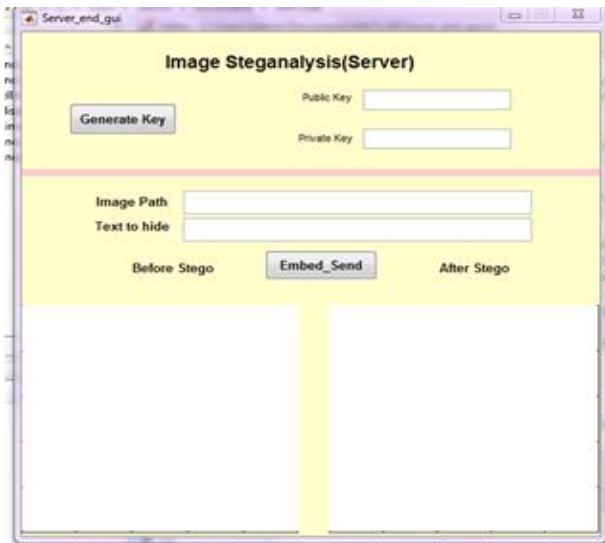 Server_end_gui
Image Steganalysis(Server)
Public Key
Generate Key
Private Key
Image Path
Text to hide
Before Stego
Embed_Send
After Stego